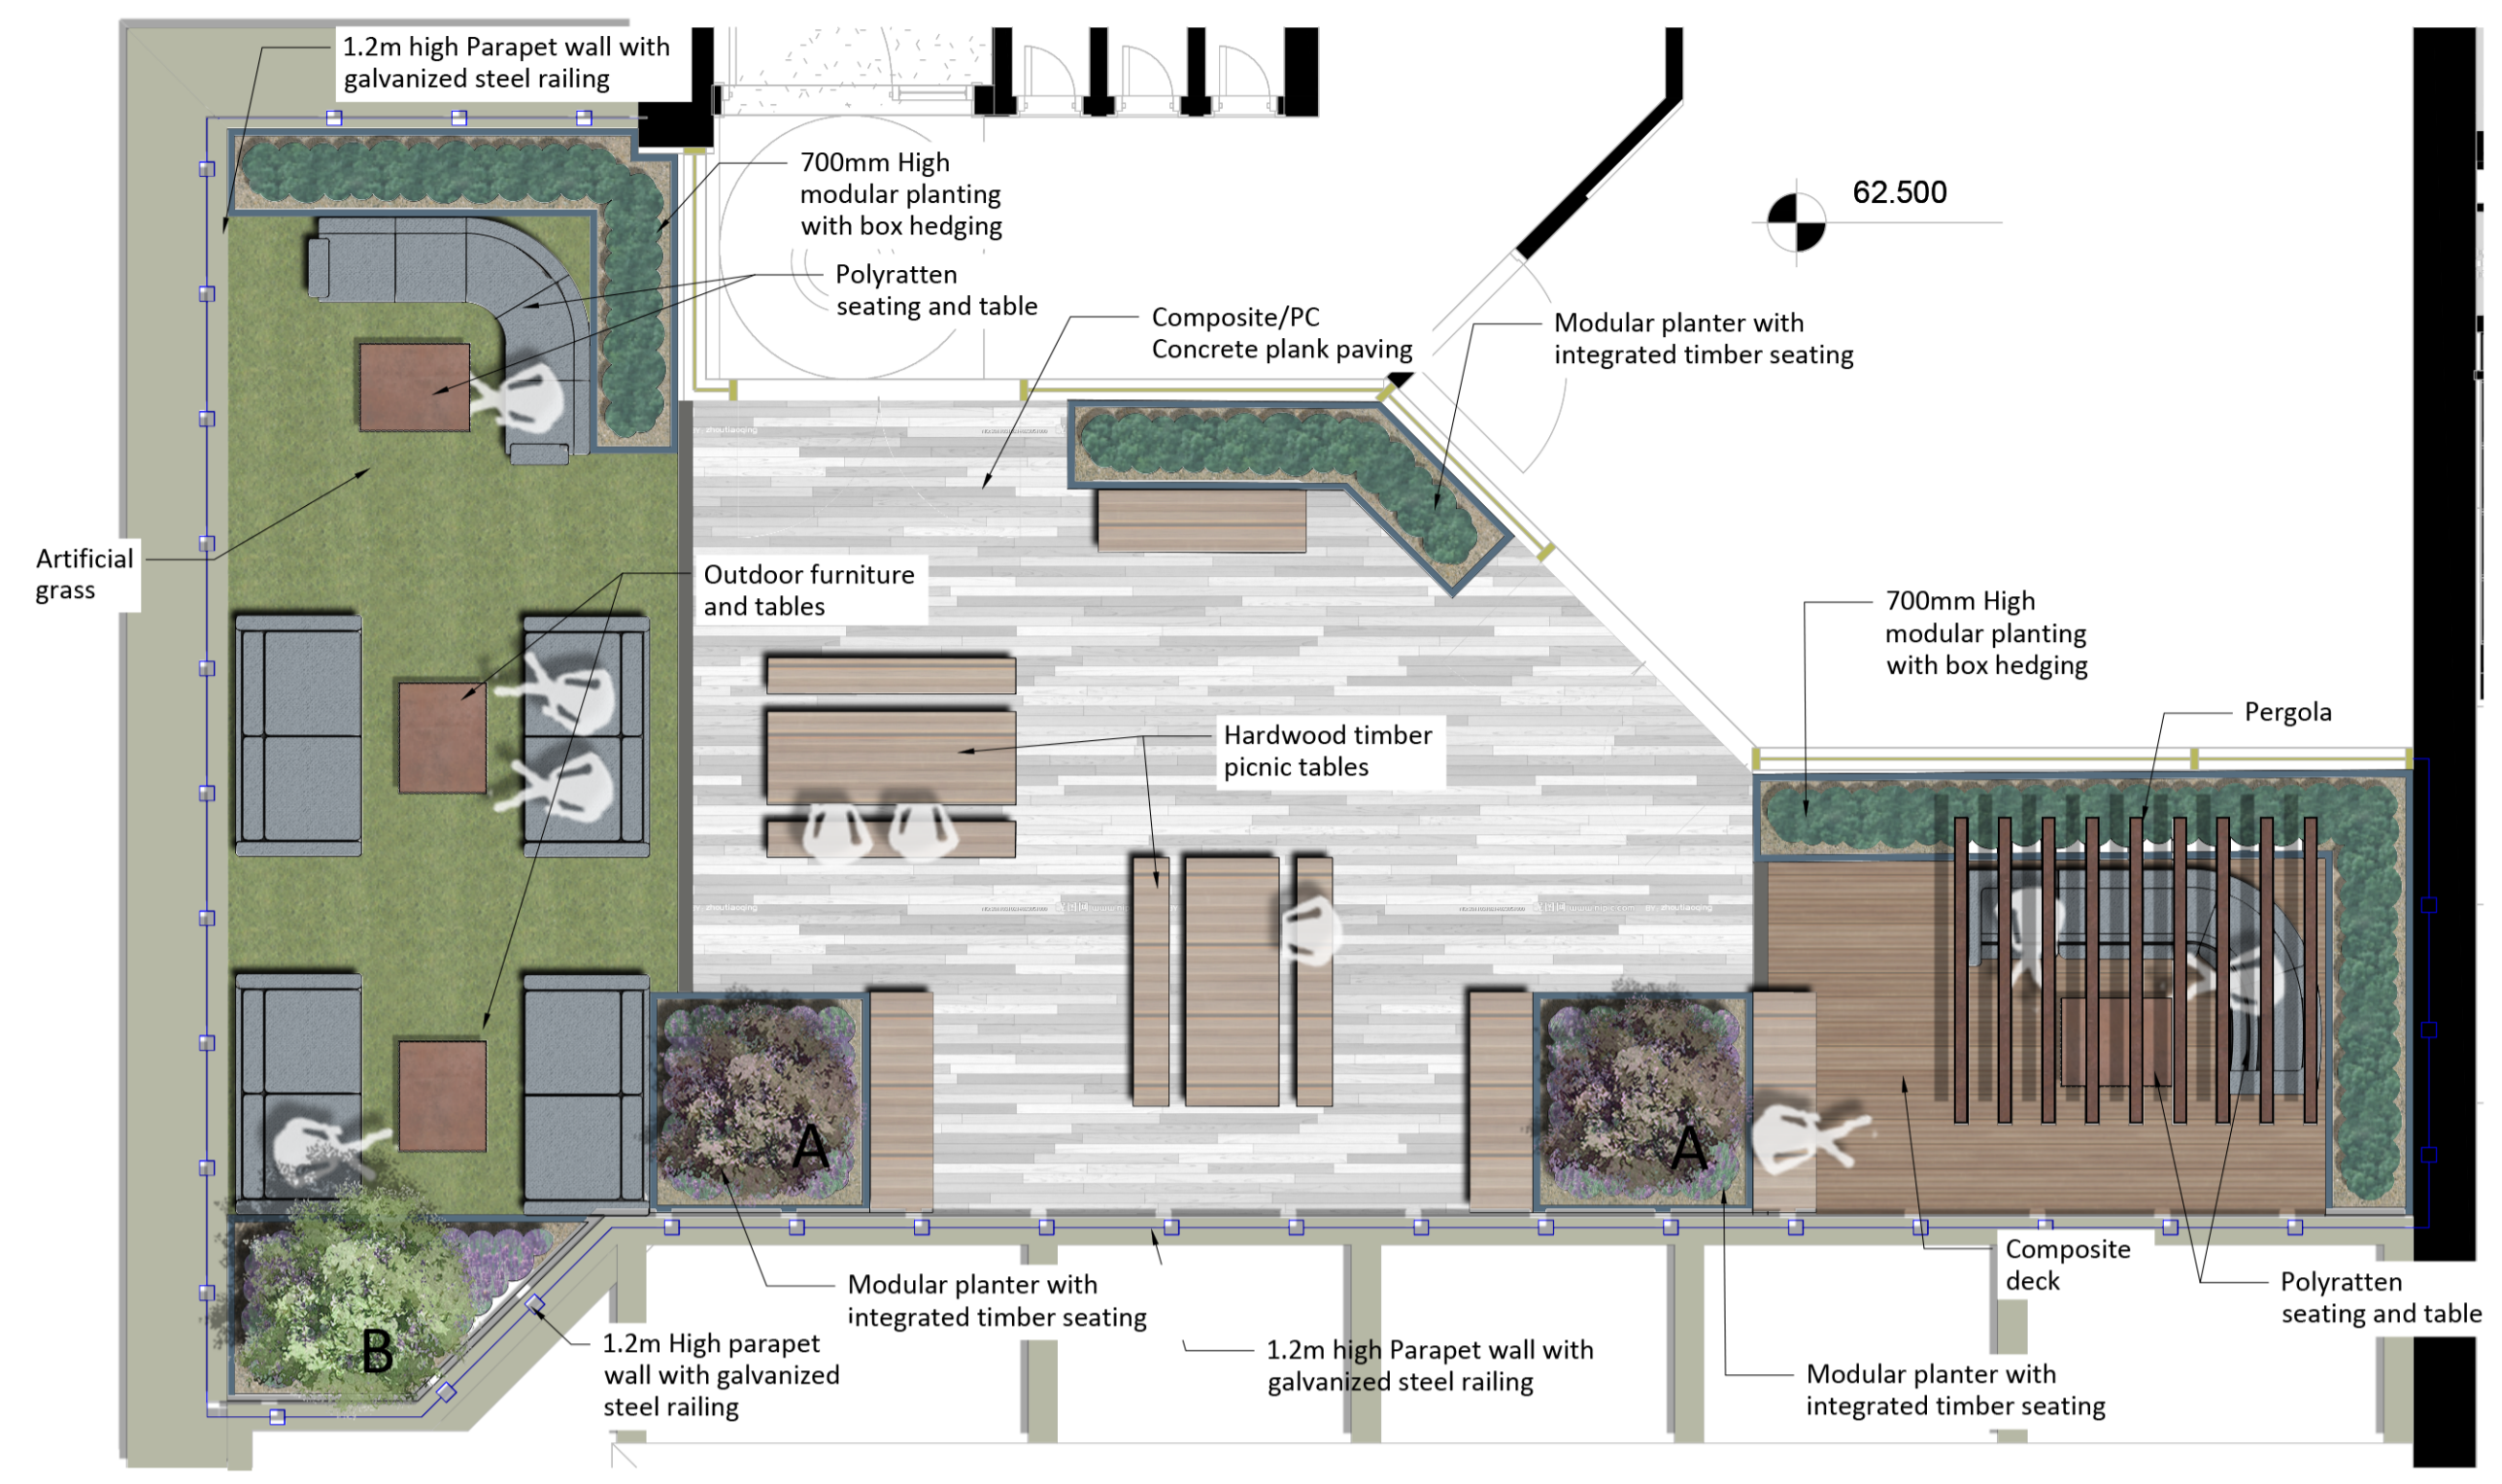 1.2m high Parapet wall with
galvanized steel railing
700mm High
modular planting
with box hedging
62.500
Polyratten
seating and table
Composite/PC
Concrete plank paving
Modular planter with
integrated timber seating
Artificial
grass
Outdoor furniture
and tables
700mm High
modular planting
with box hedging
Pergola
Hardwood timber
picnic tables
A
A
B
Composite
deck
Polyratten
seating and table
Modular planter with
integrated timber seating
1.2m High parapet
wall with galvanized
steel railing
1.2m high Parapet wall with
galvanized steel railing
Modular planter with
integrated timber seating